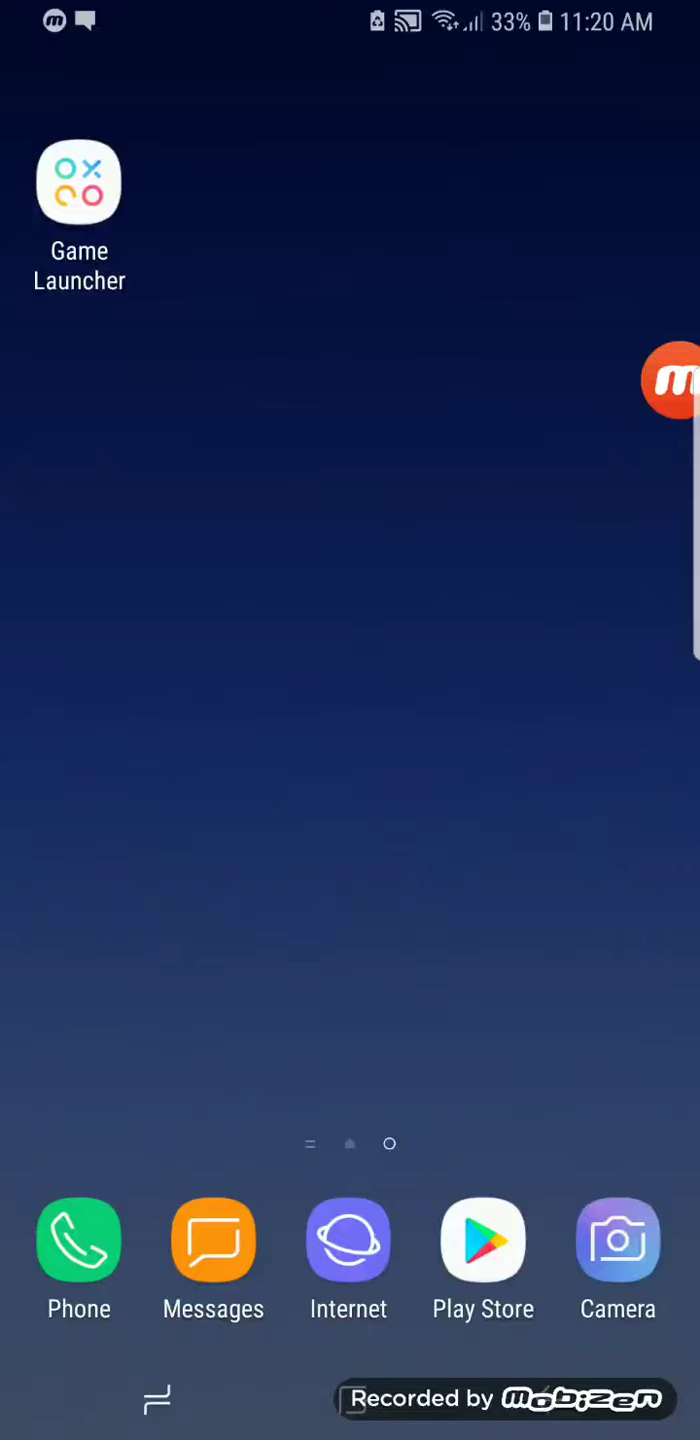 33% 11:20 AM
Game
Launcher
m
Phone Messages Internet Play Store Camera
Recorded by mobizen